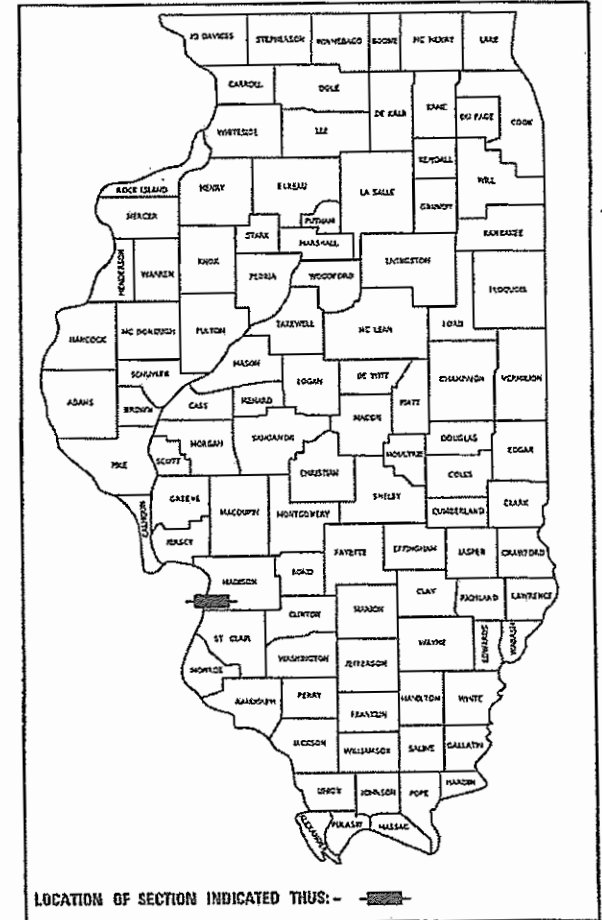 JO DAVIESS STEPHENSON WINNEBAGO BOONE MC HENRY LAKE
CARROLL OGLE
DE KALB KANE DU PAGE COOK
WHITESIDE LEE
KENDALL
ROCK ISLAND HENRY BUREAU LA SALLE GRUNDY WILL
MERCER PUTNAM
STARK MARSHALL KANKAKEE
HENDERSON WARREN KNOX PEORIA WOODFORD LIVINGSTON IROQUOIS
HANCOCK MC DONOUGH FULTON TAZEWELL MC LEAN FORD
MASON
SCHUYLER LOGAN DE WITT CHAMPAIGN VERMILION
ADAMS BROWN CASS MENARD MACON PIATT
MORGAN SANGAMON DOUGLAS
PIKE SCOTT CHRISTIAN MOULTRIE COLES EDGAR
SHELBY
CALHOUN GREENE MACOUPIN MONTGOMERY CUMBERLAND CLARK
JERSEY
FAYETTE EFFINGHAM JASPER CRAWFORD
MADISON BOND
CLAY RICHLAND LAWRENCE
CLINTON MARION
ST CLAIR WAYNE EDWARDS WABASH
WASHINGTON JEFFERSON
MONROE
RANDOLPH PERRY HAMILTON WHITE
FRANKLIN
JACKSON WILLIAMSON SALINE GALLATIN
UNION JOHNSON POPE HARDIN
ALEXANDER PULASKI MASSAC
LOCATION OF SECTION INDICATED THUS:-